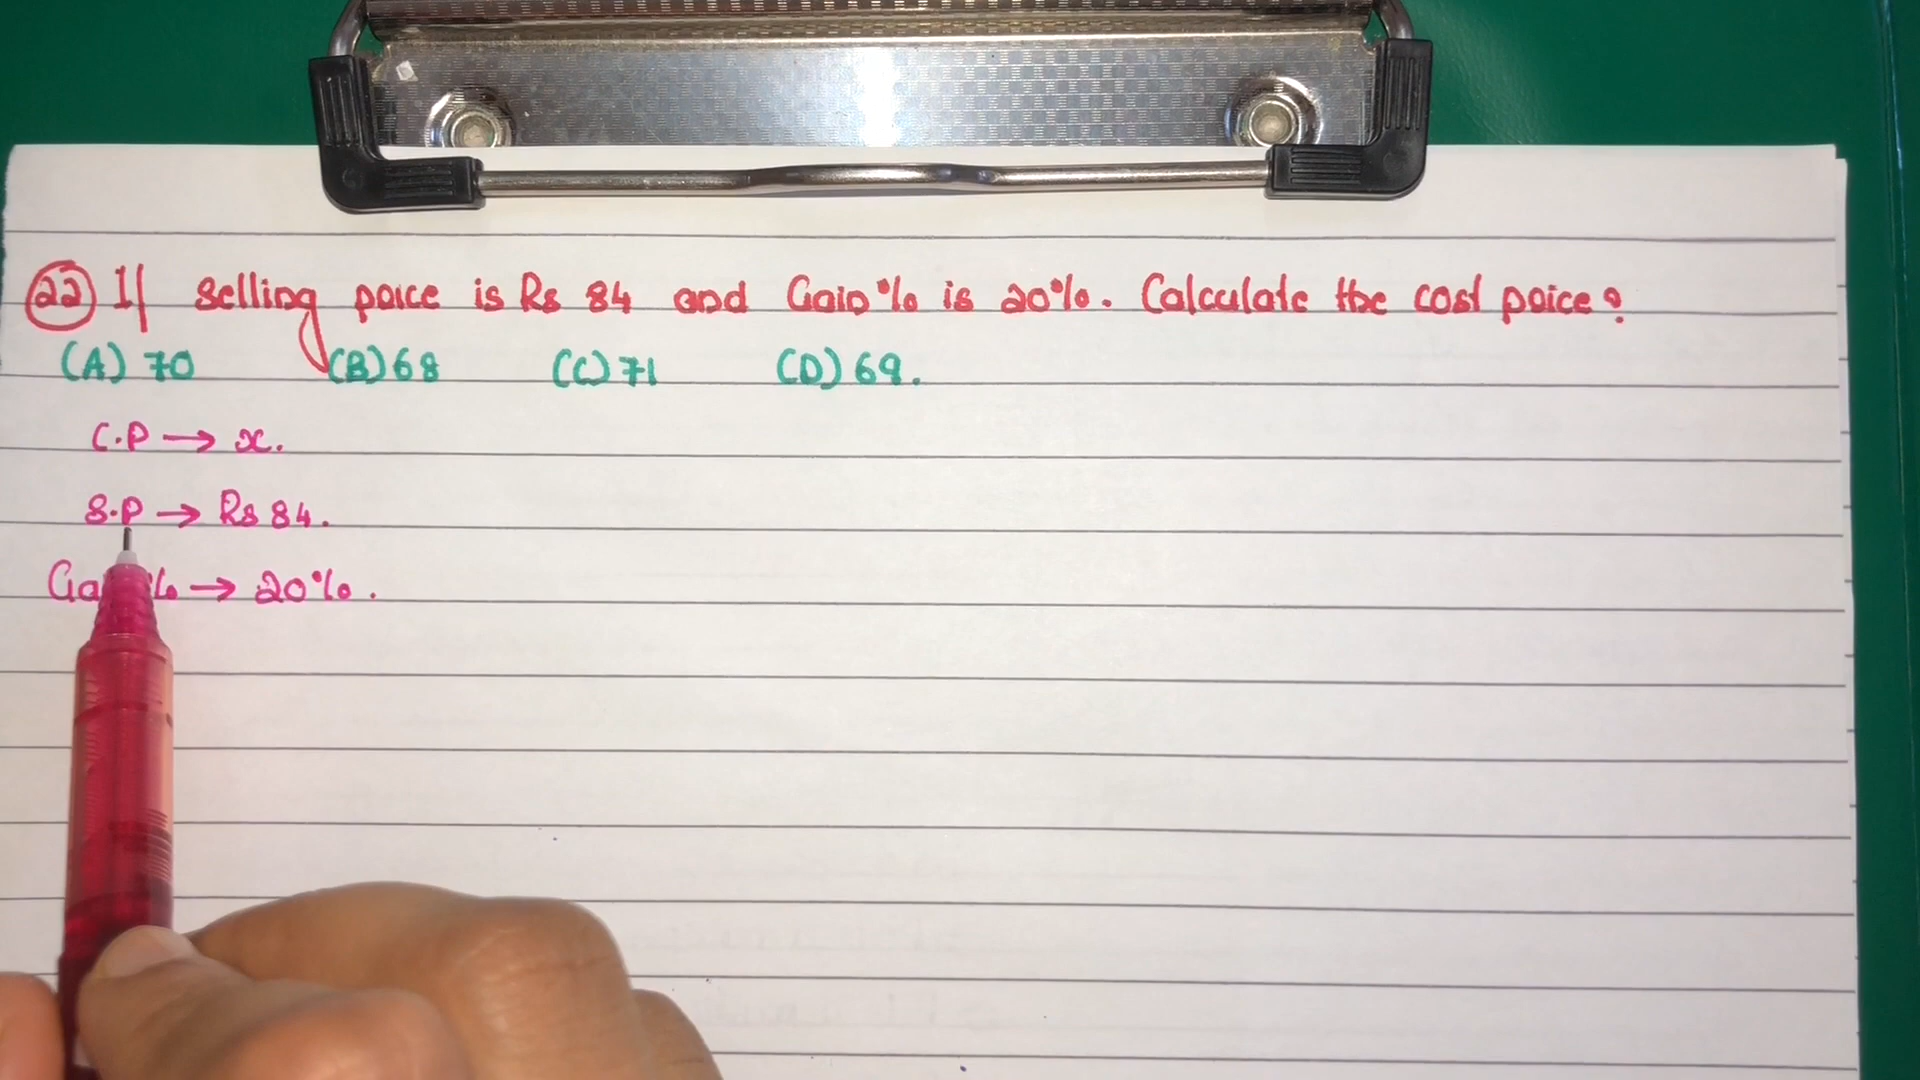 22 If selling price is Rs 84 and Gain% is 20%. Calculate the cost price?
(A) 70 (B) 68 (C) 71 (D) 69.
C.P → x.
S.P → Rs 84.
Gain% → 20%.